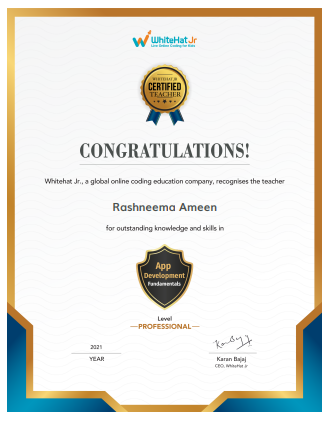 WhiteHat Jr
Live Online Coding for Kids
WHITEHAT JR
CERTIFIED
TEACHER
CONGRATULATIONS!
Whitehat Jr., a global online coding education company, recognises the teacher
Rashneema Ameen
for outstanding knowledge and skills in
App
Development
Fundamentals
Level
PROFESSIONAL
2021
YEAR
Karan Bajaj
CEO, WhiteHat Jr